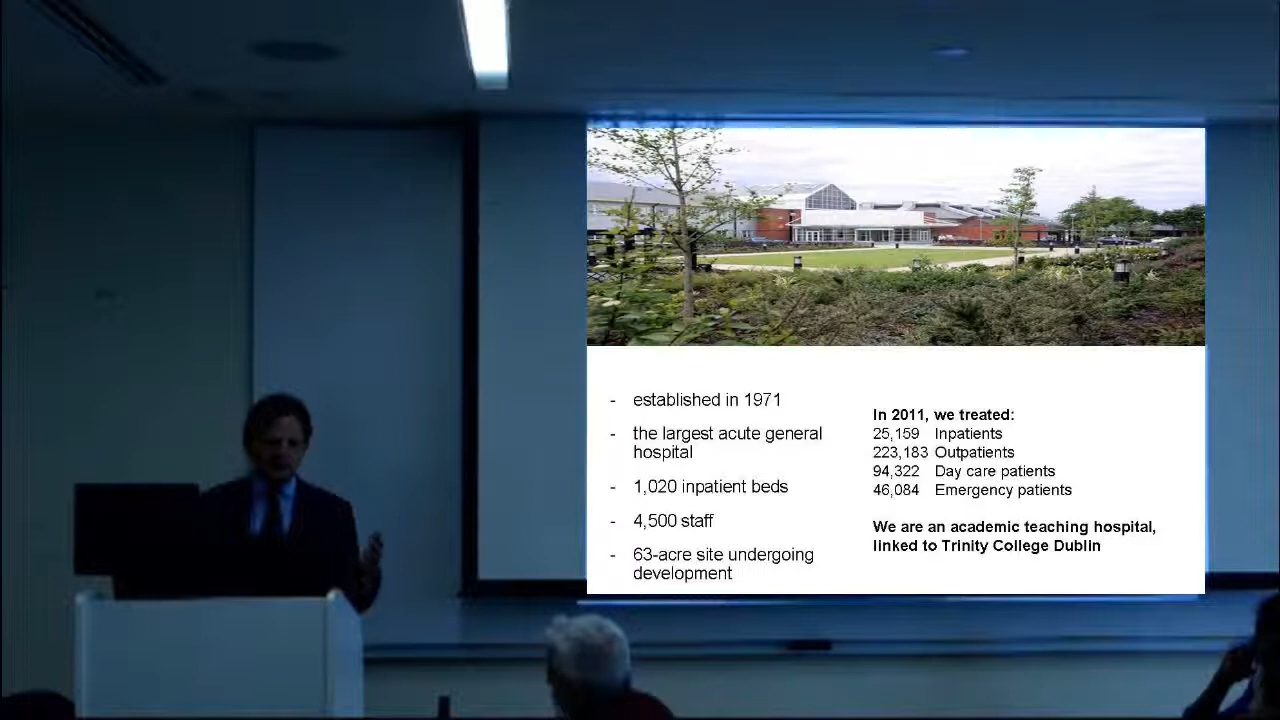 - established in 1971
- the largest acute general
hospital
- 1,020 inpatient beds
- 4,500 staff
- 63-acre site undergoing
development
In 2011, we treated:
25,159 Inpatients
223,183 Outpatients
94,322 Day care patients
46,084 Emergency patients
We are an academic teaching hospital,
linked to Trinity College Dublin